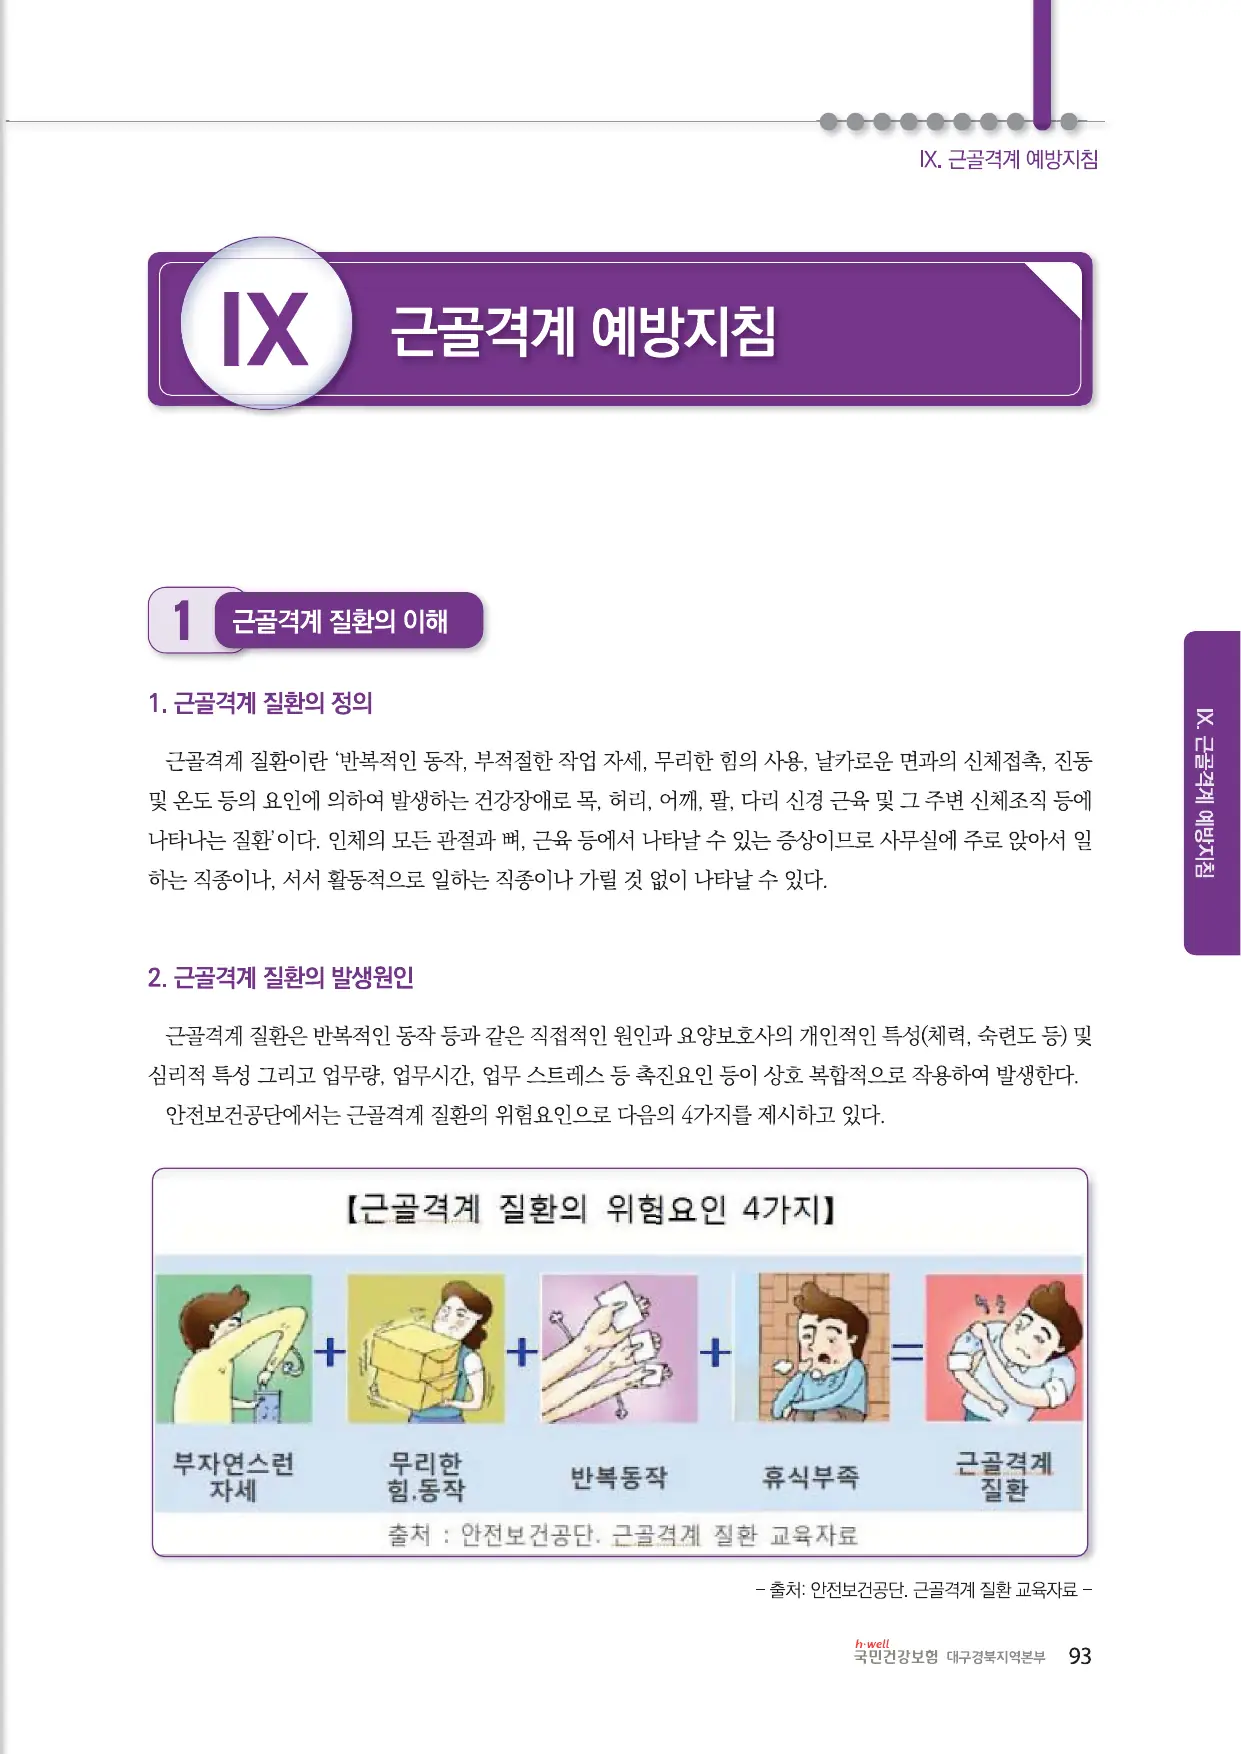 IX. 근골격계 예방지침
IX 근골격계 예방지침
1 근골격계 질환의 이해
1. 근골격계 질환의 정의
근골격계 질환이란 ‘반복적인 동작, 부적절한 작업 자세, 무리한 힘의 사용, 날카로운 면과의 신체접촉, 진동
및 온도 등의 요인에 의하여 발생하는 건강장애로 목, 허리, 어깨, 팔, 다리 신경 근육 및 그 주변 신체조직 등에
나타나는 질환’이다. 인체의 모든 관절과 뼈, 근육 등에서 나타날 수 있는 증상이므로 사무실에 주로 앉아서 일
하는 직종이나, 서서 활동적으로 일하는 직종이나 가릴 것 없이 나타날 수 있다.
2. 근골격계 질환의 발생원인
근골격계 질환은 반복적인 동작 등과 같은 직접적인 원인과 요양보호사의 개인적인 특성(체력, 숙련도 등) 및
심리적 특성 그리고 업무량, 업무시간, 업무 스트레스 등 촉진요인 등이 상호 복합적으로 작용하여 발생한다.
안전보건공단에서는 근골격계 질환의 위험요인으로 다음의 4가지를 제시하고 있다.
【근골격계 질환의 위험요인 4가지】
+ + + =
부자연스런
자세
무리한
힘.동작
반복동작
휴식부족
근골격계
질환
출처 : 안전보건공단. 근골격계 질환 교육자료
- 출처: 안전보건공단. 근골격계 질환 교육자료 -
IX. 근골격계 예방지침
h·well
국민건강보험 대구경북지역본부 93